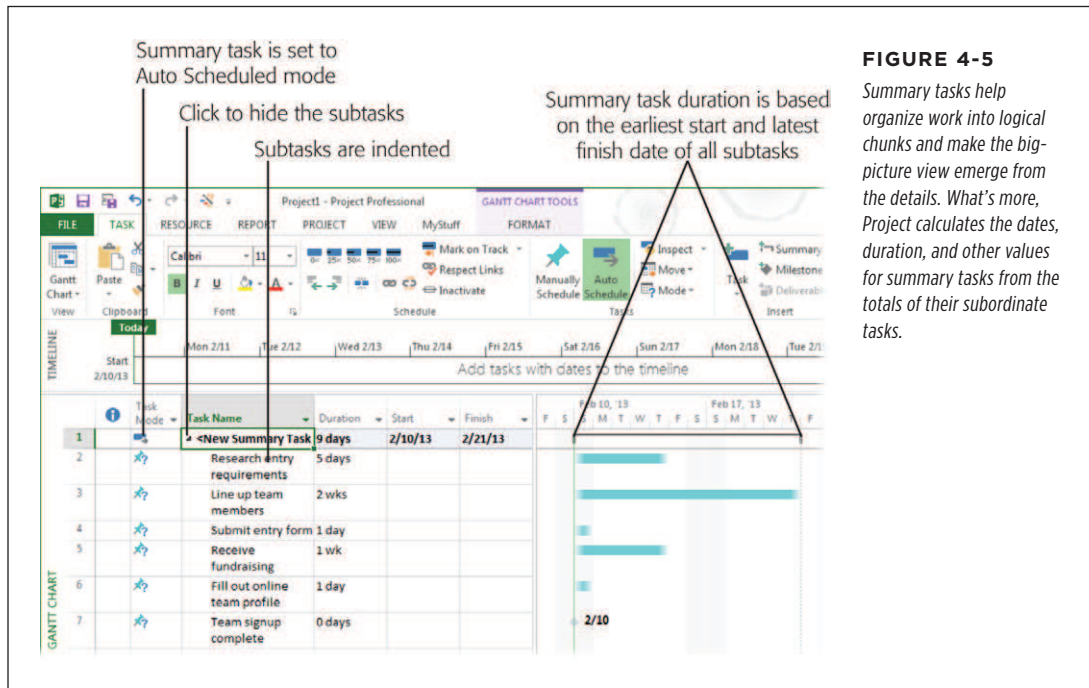 Summary task is set to
Auto Scheduled mode
Click to hide the subtasks
Subtasks are indented
Summary task duration is based
on the earliest start and latest
finish date of all subtasks
FIGURE 4-5
Summary tasks help
organize work into logical
chunks and make the big-
picture view emerge from
the details. What's more,
Project calculates the dates,
duration, and other values
for summary tasks from the
totals of their subordinate
tasks.
Project1 - Project Professional GANTT CHART TOOLS
FILE TASK RESOURCE REPORT PROJECT VIEW MyStuff FORMAT
Gantt
Chart
View
Paste
Clipboard
Calibri 11
B I U A
Font
0% 25% 50% 75% 100%
Mark on Track
Respect Links
Inactivate
Schedule
Manually
Schedule
Auto
Schedule
Inspect
Move
Mode
Tasks
Task
Summary
Milestone
Deliverabl
Insert
TIMELINE
Today
Start
2/10/13
Mon 2/11 Tue 2/12 Wed 2/13 Thu 2/14 Fri 2/15 Sat 2/16 Sun 2/17 Mon 2/18
Add tasks with dates to the timeline
GANTT CHART
Task
Mode Task Name Duration Start Finish
Feb 10, '13 Feb 17, '13
F S S M T W T F S S M T W T F
1 <New Summary Task 9 days 2/10/13 2/21/13
2 Research entry
requirements 5 days
3 Line up team
members 2 wks
4 Submit entry form 1 day
5 Receive
fundraising 1 wk
6 Fill out online
team profile 1 day
7 Team signup
complete 0 days 2/10